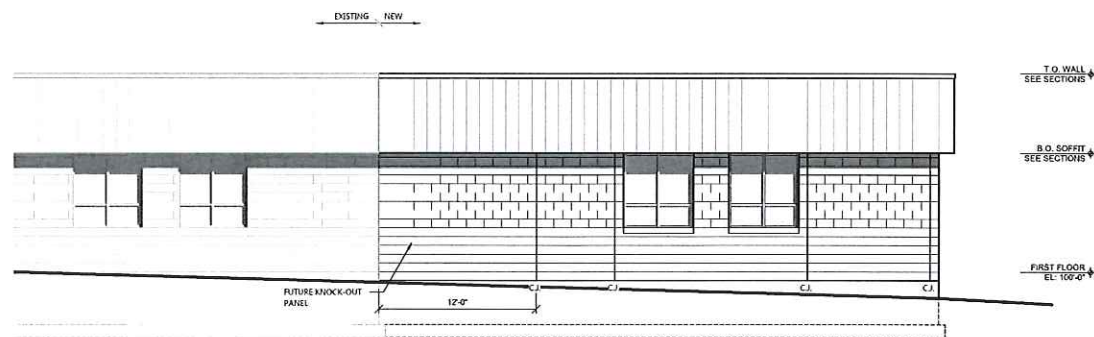 EXISTING NEW
T.O. WALL
SEE SECTIONS
B.O. SOFFIT
SEE SECTIONS
FIRST FLOOR
EL: 100'-0"
FUTURE KNOCK-OUT
PANEL
12'-0"
C.J.
C.J.
C.J.
C.J.